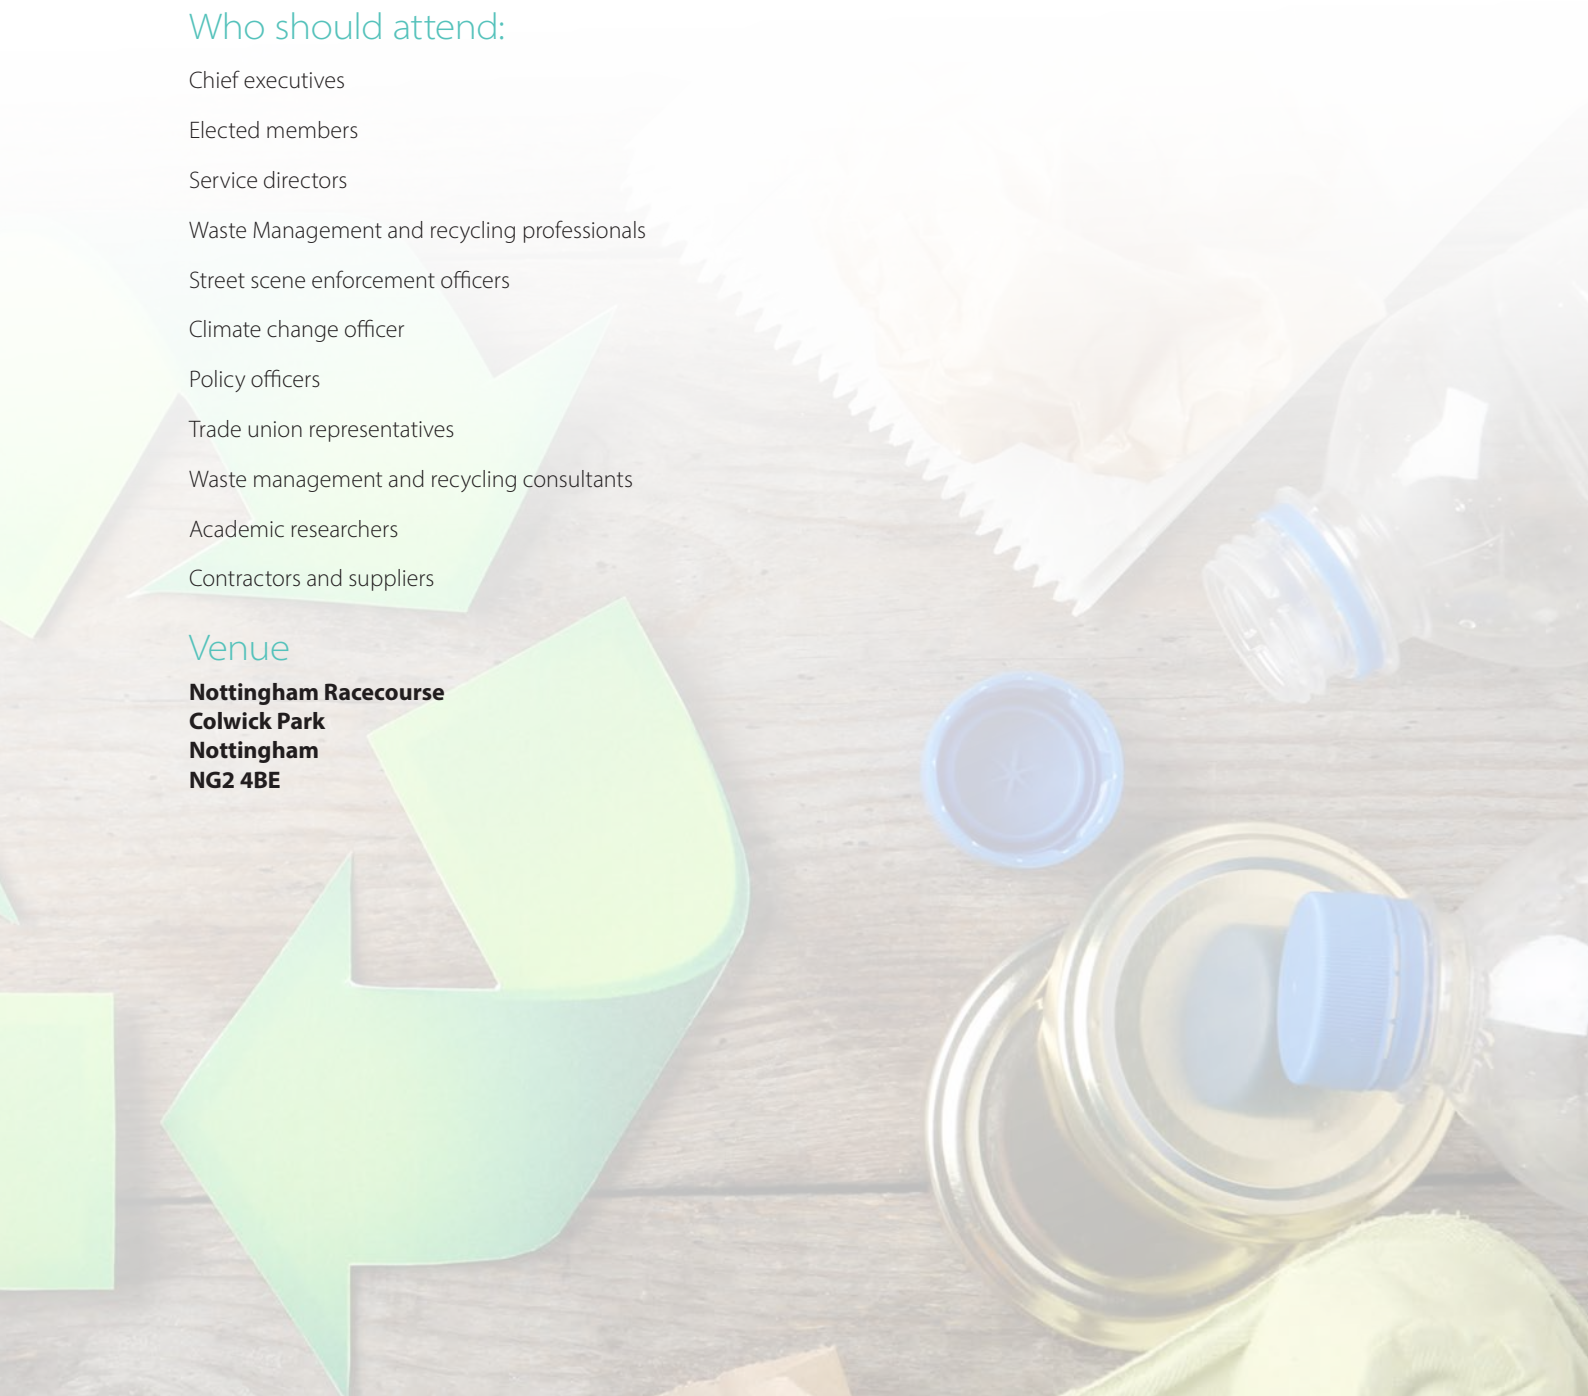 Who should attend:
Chief executives
Elected members
Service directors
Waste Management and recycling professionals
Street scene enforcement officers
Climate change officer
Policy officers
Trade union representatives
Waste management and recycling consultants
Academic researchers
Contractors and suppliers
Venue
Nottingham Racecourse
Colwick Park
Nottingham
NG2 4BE